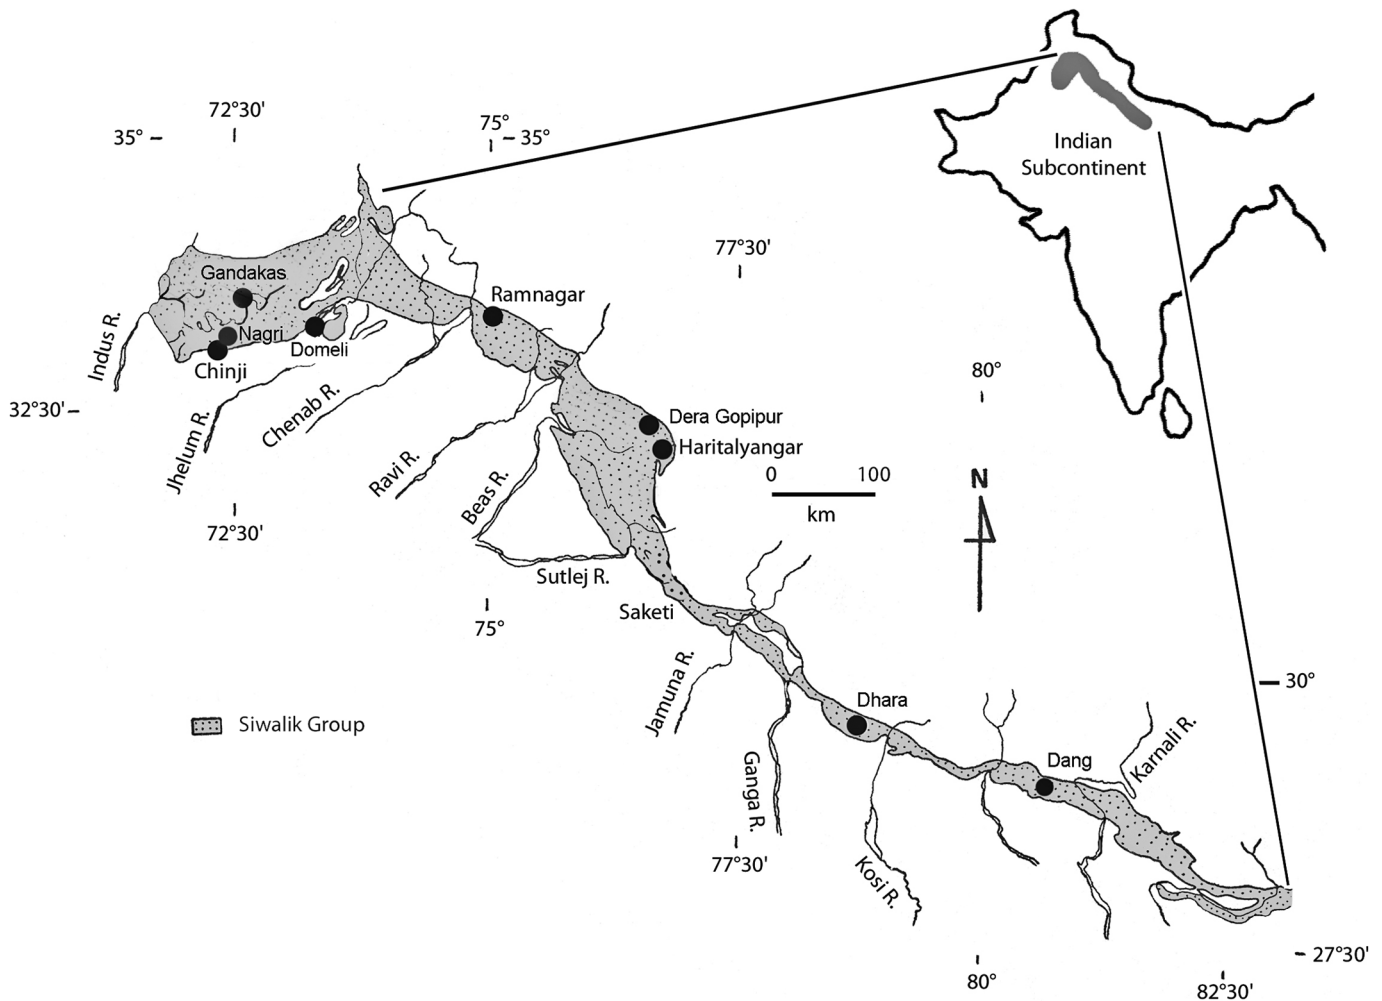 72°30'
35°
75°
35°
Indian
Subcontinent
77°30'
Gandakas
Ramnagar
Indus R.
Nagri
Domeli
Chinji
80°
32°30'
Jhelum R.
Chenab R.
Dera Gopipur
Ravi R.
Haritalyangar
Beas R.
0 100
km
N
72°30'
Sutlej R.
Saketi
75°
Jamuna R.
30°
Dhara
Siwalik Group
Karnali R.
Dang
Ganga R.
77°30'
Kosi R.
27°30'
80°
82°30'